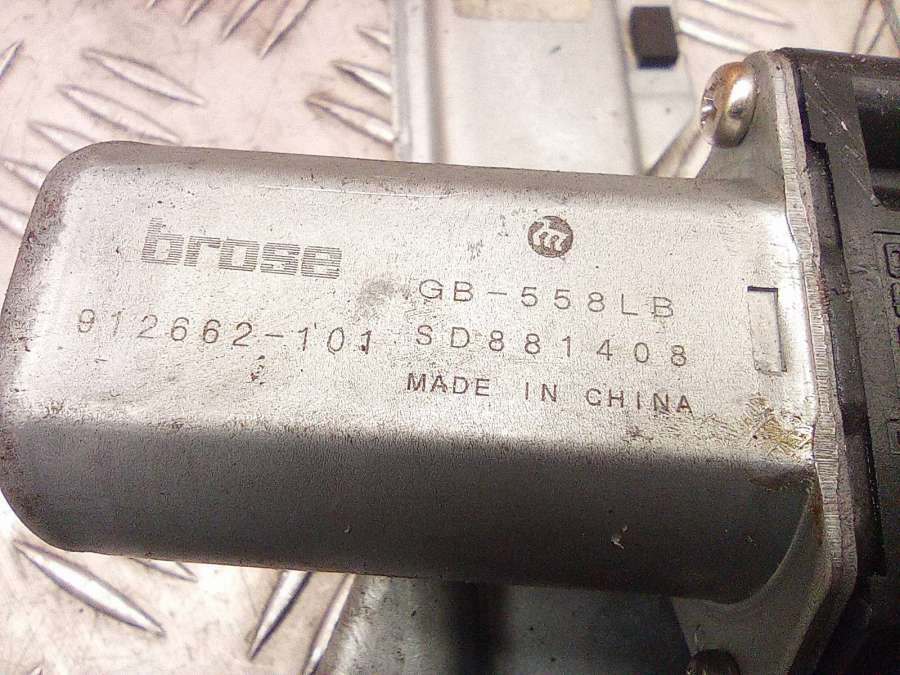 brose
GB-558LB
912662-101
SD881408
MADE IN CHINA